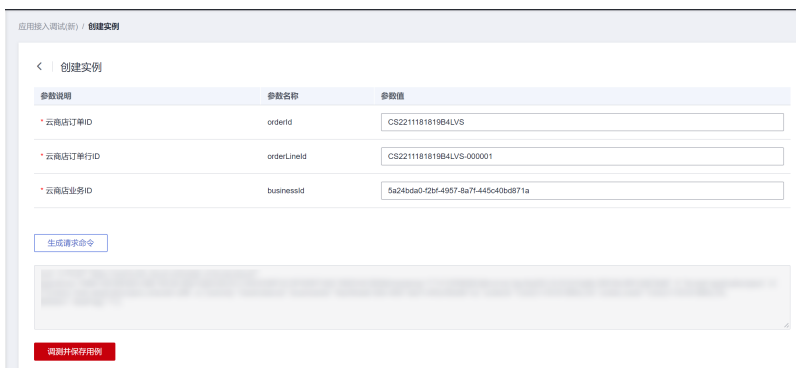 应用接入调试(新) / 创建实例
创建实例
参数说明 参数名称 参数值
* 云商店订单ID orderId CS2211181819B4LVS
* 云商店订单行ID orderLineId CS2211181819B4LVS-000001
* 云商店业务ID businessId 5a24bda0-f2bf-4957-8a7f-445c40bd871a
生成请求命令
调测并保存用例